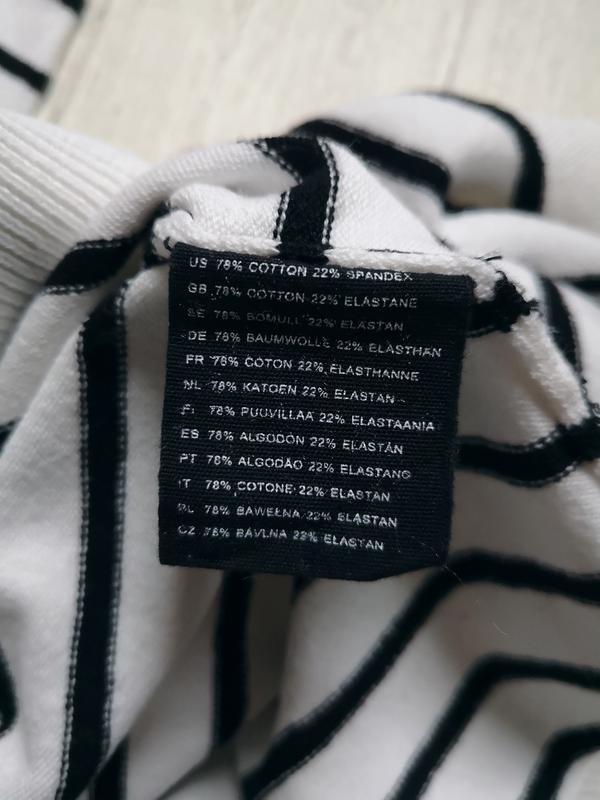 US 78% COTTON 22% SPANDEX
GB 78% COTTON 22% ELASTANE
SE 78% BOMULL 22% ELASTAN
DE 78% BAUMWOLLE 22% ELASTHAN
FR 78% COTON 22% ELASTHANNE
NL 78% KATOEN 22% ELASTAN
FI 78% PUUVILLAA 22% ELASTAANIA
ES 78% ALGODÓN 22% ELASTÁN
PT 78% ALGODÃO 22% ELASTANO
IT 78% COTONE 22% ELASTAN
PL 78% BAWEŁNA 22% ELASTAN
CZ 78% BAVLNA 22% ELASTAN